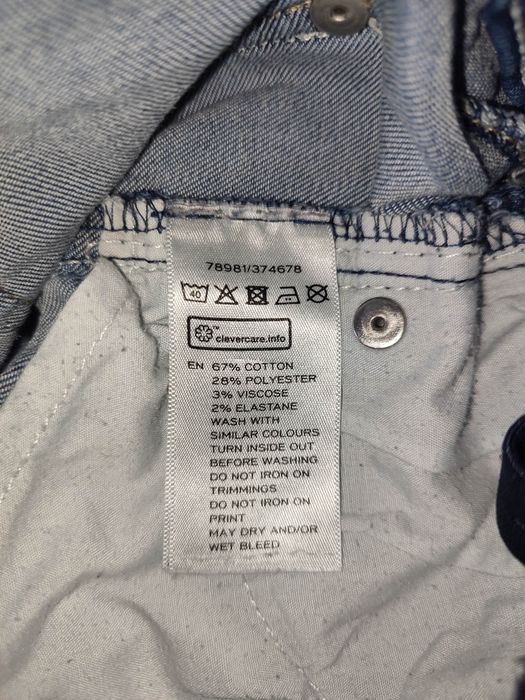 78981/374678
40
clevercare.info
EN 67% COTTON
28% POLYESTER
3% VISCOSE
2% ELASTANE
WASH WITH
SIMILAR COLOURS
TURN INSIDE OUT
BEFORE WASHING
DO NOT IRON ON
TRIMMINGS
DO NOT IRON ON
PRINT
MAY DRY AND/OR
WET BLEED